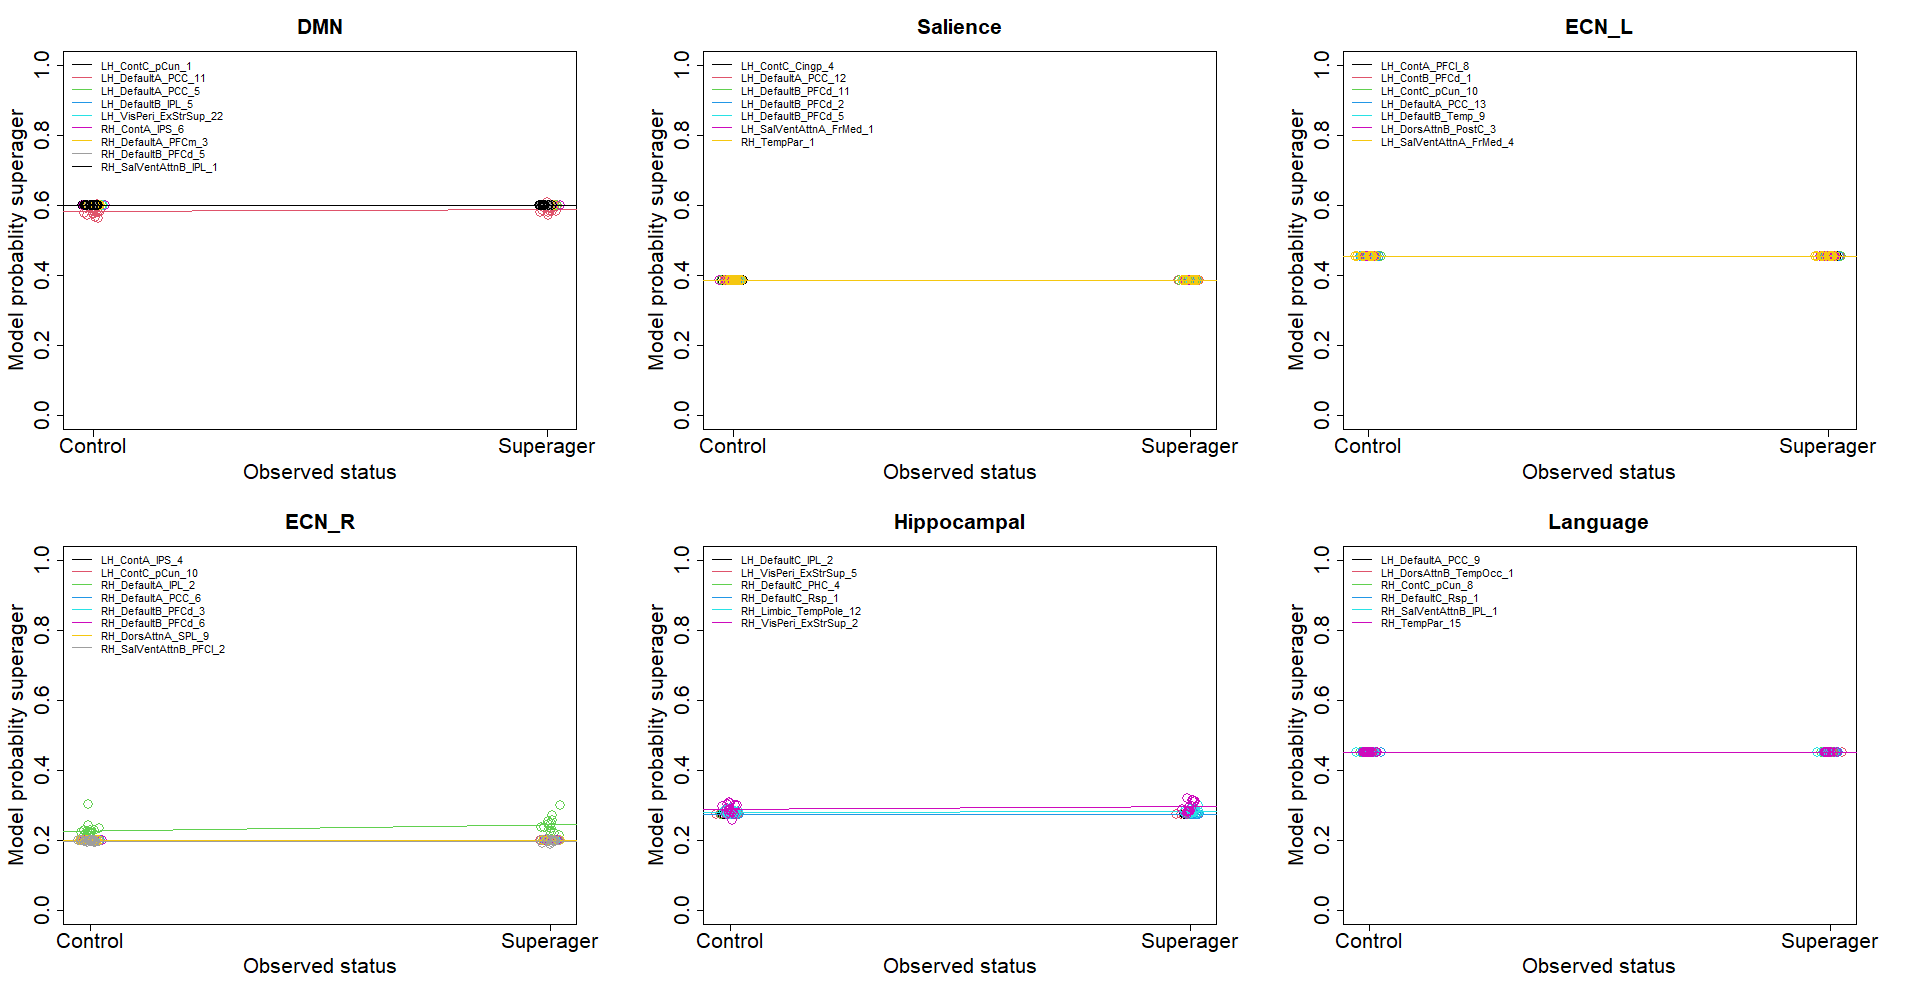 DMN
Model probablity superager
1.0
0.8
0.6
0.4
0.2
0.0
LH_ContC_pCun_1
LH_DefaultA_PCC_11
LH_DefaultA_PCC_5
LH_DefaultB_IPL_5
LH_VisPeri_ExStrSup_22
RH_ContA_IPS_6
RH_DefaultA_PFCm_3
RH_DefaultB_PFCd_5
RH_SalVentAttnB_IPL_1
Control Superager
Observed status
Salience
Model probablity superager
1.0
0.8
0.6
0.4
0.2
0.0
LH_ContC_Cingp_4
LH_DefaultA_PCC_12
LH_DefaultB_PFCd_11
LH_DefaultB_PFCd_2
LH_DefaultB_PFCd_5
LH_SalVentAttnA_FrMed_1
RH_TempPar_1
Control Superager
Observed status
ECN_L
Model probablity superager
1.0
0.8
0.6
0.4
0.2
0.0
LH_ContA_PFCl_8
LH_ContB_PFCd_1
LH_ContC_pCun_10
LH_DefaultA_PCC_13
LH_DefaultB_Temp_9
LH_DorsAttnB_PostC_3
LH_SalVentAttnA_FrMed_4
Control Superager
Observed status
ECN_R
Model probablity superager
1.0
0.8
0.6
0.4
0.2
0.0
LH_ContA_IPS_4
LH_ContC_pCun_10
RH_DefaultA_IPL_2
RH_DefaultA_PCC_6
RH_DefaultB_PFCd_3
RH_DefaultB_PFCd_6
RH_DorsAttnA_SPL_9
RH_SalVentAttnB_PFCl_2
Control Superager
Observed status
Hippocampal
Model probablity superager
1.0
0.8
0.6
0.4
0.2
0.0
LH_DefaultC_IPL_2
LH_VisPeri_ExStrSup_5
RH_DefaultC_PHC_4
RH_DefaultC_Rsp_1
RH_Limbic_TempPole_12
RH_VisPeri_ExStrSup_2
Control Superager
Observed status
Language
Model probablity superager
1.0
0.8
0.6
0.4
0.2
0.0
LH_DefaultA_PCC_9
LH_DorsAttnB_TempOcc_1
RH_ContC_pCun_8
RH_DefaultC_Rsp_1
RH_SalVentAttnB_IPL_1
RH_TempPar_15
Control Superager
Observed status